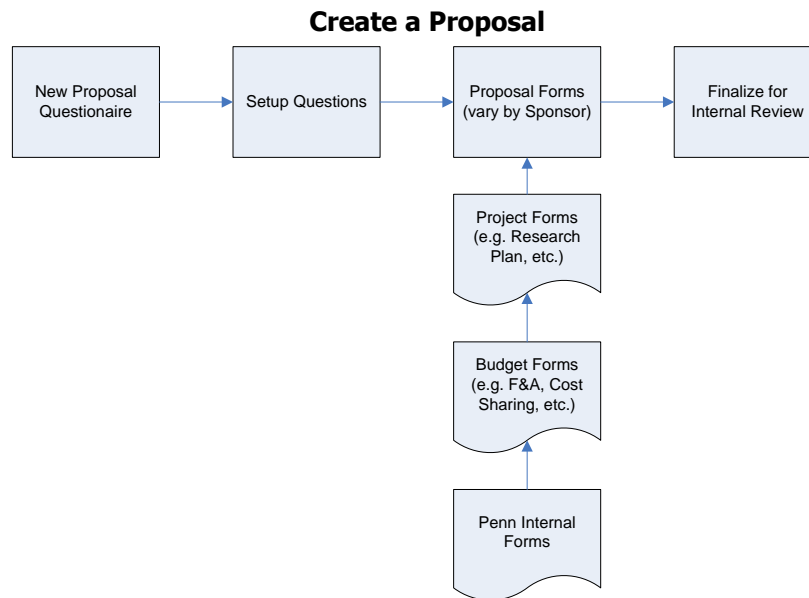 Create a Proposal
New Proposal
Questionaire
Setup Questions
Proposal Forms
(vary by Sponsor)
Finalize for
Internal Review
Project Forms
(e.g. Research
Plan, etc.)
Budget Forms
(e.g. F&A, Cost
Sharing, etc.)
Penn Internal
Forms